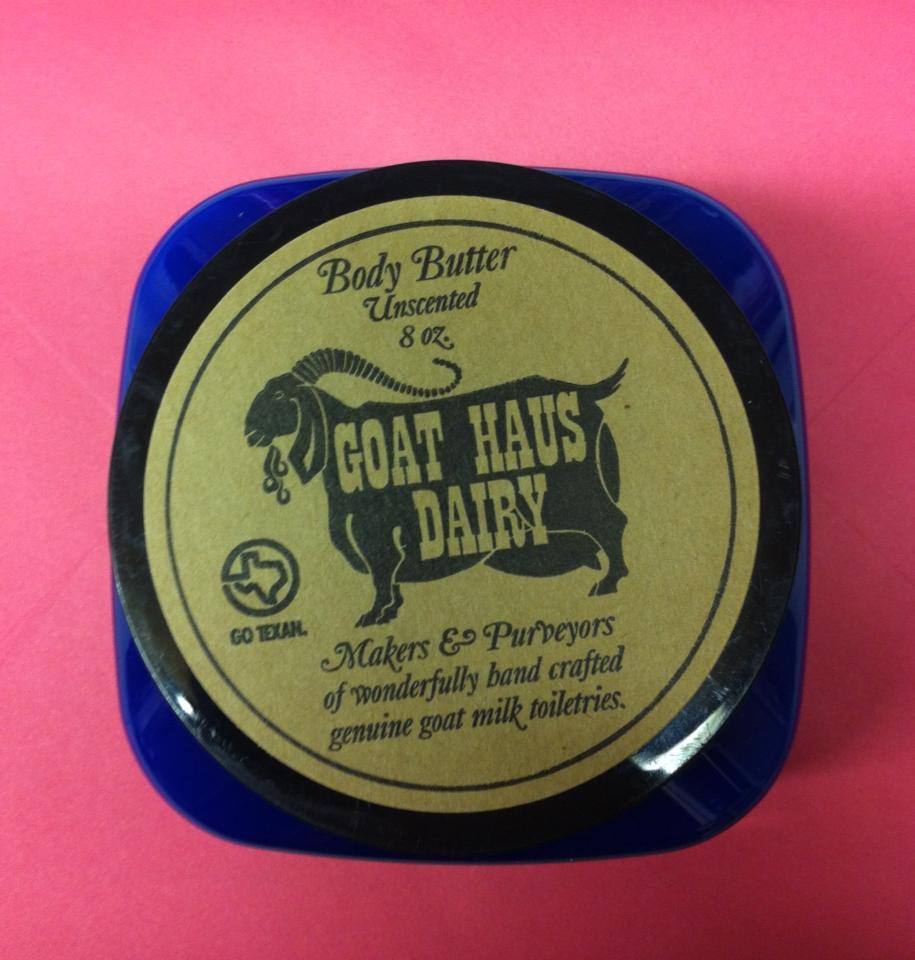 Body Butter
Unscented
8 oz.
GOAT HAUS
DAIRY
GO TEXAN.
Makers & Purveyors
of wonderfully hand crafted
genuine goat milk toiletries.